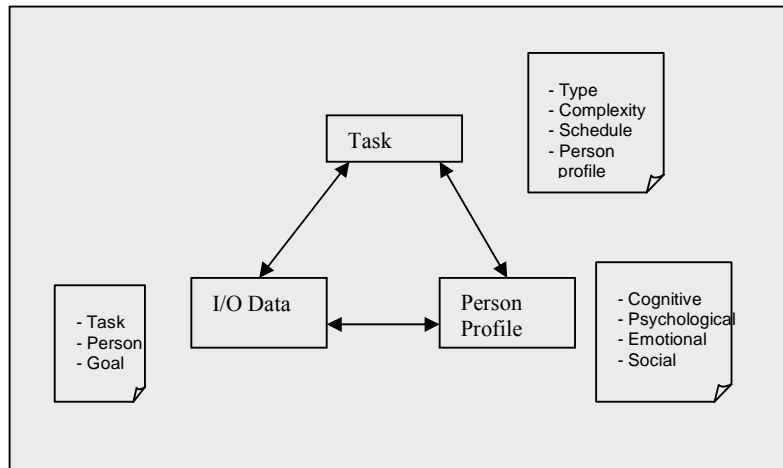 - Type
- Complexity
- Schedule
- Person
profile
Task
I/O Data
Person
Profile
- Task
- Person
- Goal
- Cognitive
- Psychological
- Emotional
- Social